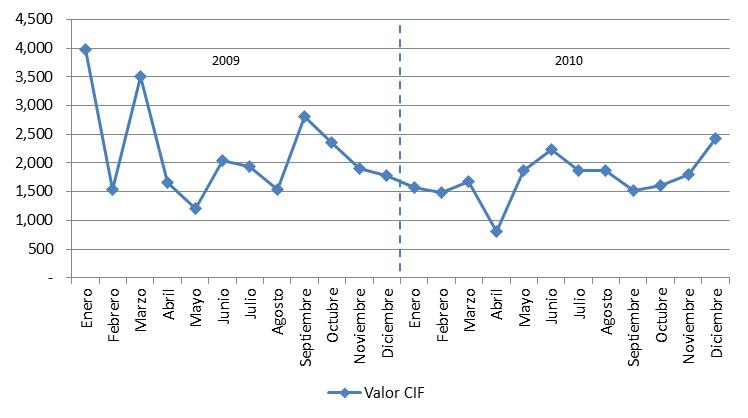 4,500
4,000
3,500
3,000
2,500
2,000
1,500
1,000
500
-
2009
2010
Enero
Febrero
Marzo
Abril
Mayo
Junio
Julio
Agosto
Septiembre
Octubre
Noviembre
Diciembre
Enero
Febrero
Marzo
Abril
Mayo
Junio
Julio
Agosto
Septiembre
Octubre
Noviembre
Diciembre
Valor CIF